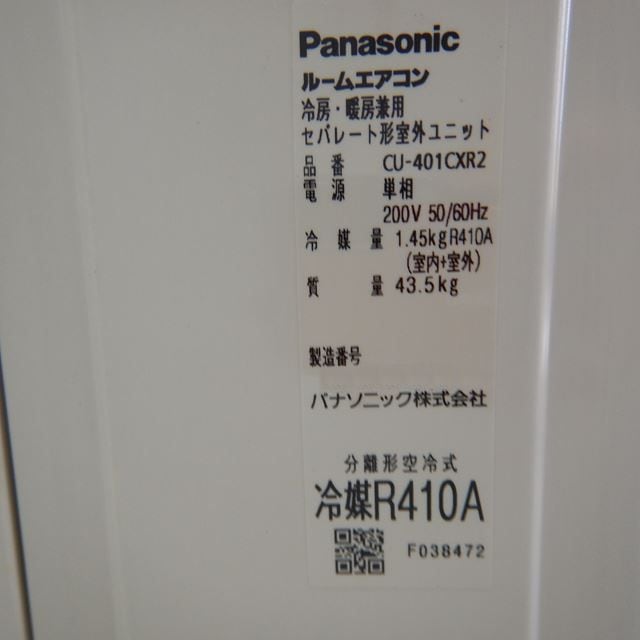 Panasonic
ルームエアコン
冷房・暖房兼用
セパレート形室外ユニット
品番 CU-401CXR2
電源 単相
200V 50/60Hz
冷媒量 1.45kg R410A
(室内+室外)
質量 43.5kg
製造番号
パナソニック株式会社
分離形空冷式
冷媒R410A
F038472